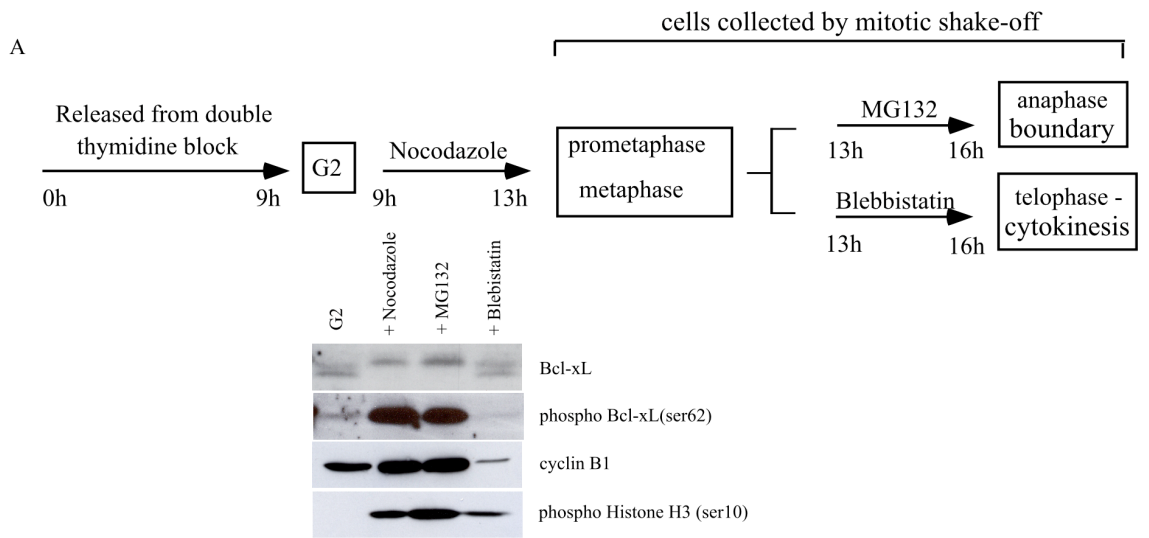 cells collected by mitotic shake-off
A
Released from double
thymidine block
0h
9h
G2
Nocodazole
9h
13h
prometaphase
metaphase
MG132
13h
16h
anaphase
boundary
Blebbistatin
13h
16h
telophase -
cytokinesis
G2
+ Nocodazole
+ MG132
+ Blebistatin
Bcl-xL
phospho Bcl-xL(ser62)
cyclin B1
phospho Histone H3 (ser10)